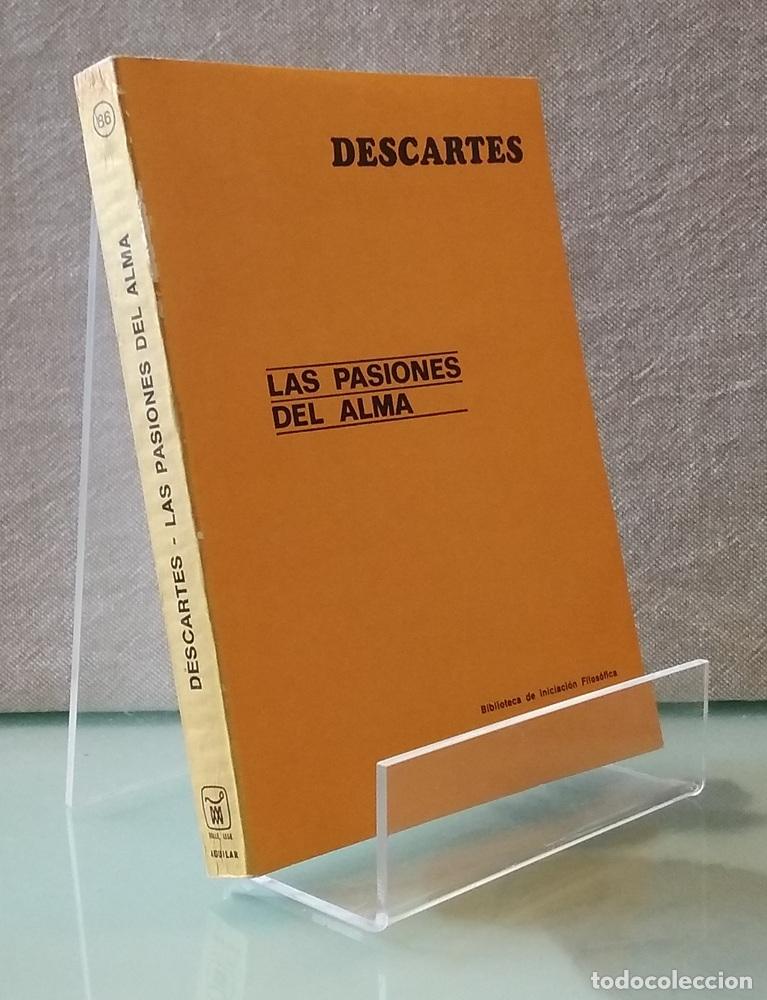 DESCARTES
LAS PASIONES
DEL ALMA
Biblioteca de Iniciación Filosófica
86
DESCARTES - LAS PASIONES DEL ALMA
AGUILAR
todocoleccion